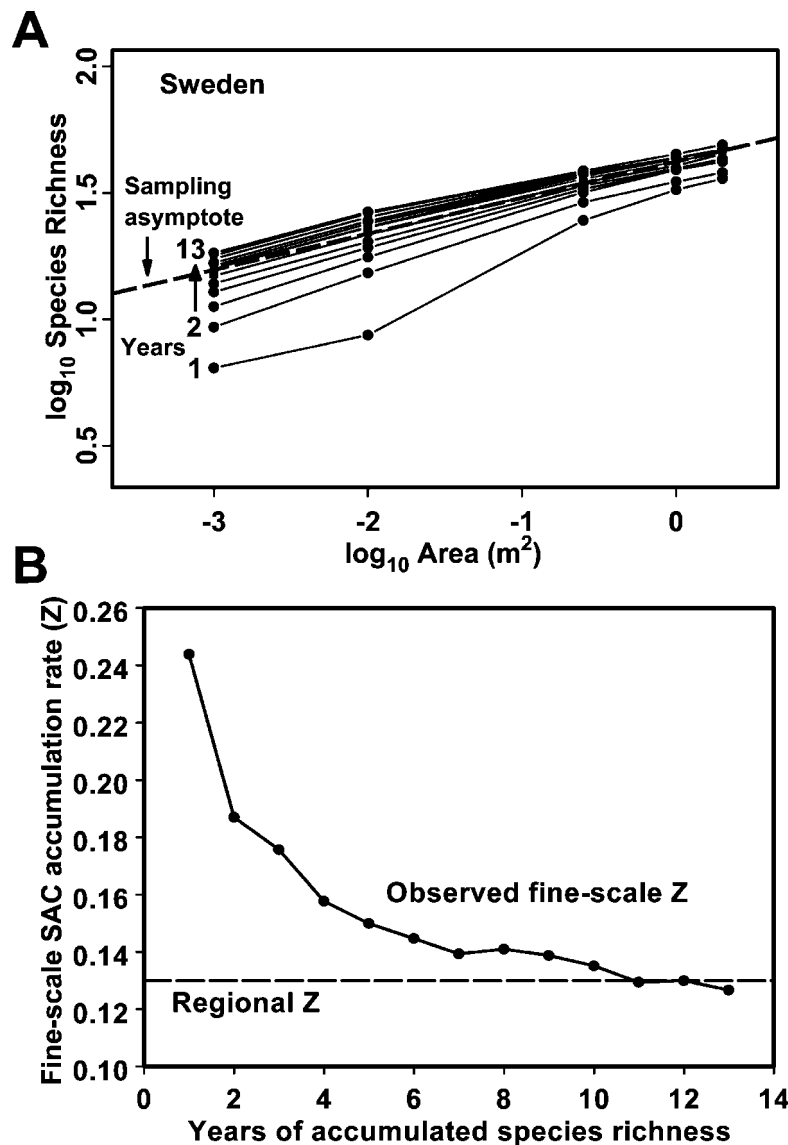 A
Sweden
log10 Species Richness
2.0
1.5
1.0
0.5
Sampling
asymptote
13
2
Years
1
-3
-2
-1
0
log10 Area (m2)
B
Fine-scale SAC accumulation rate (Z)
0.26
0.24
0.22
0.20
0.18
0.16
0.14
0.12
0.10
Observed fine-scale Z
Regional Z
0
2
4
6
8
10
12
14
Years of accumulated species richness